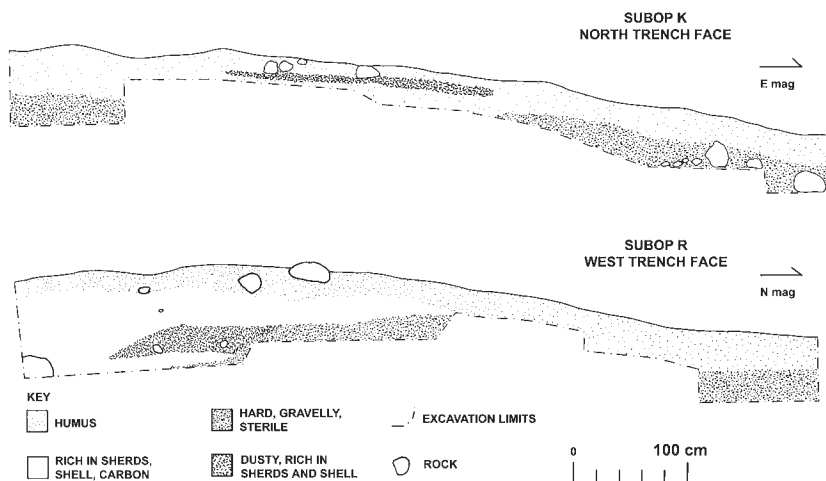 SUBOP K
NORTH TRENCH FACE
E mag
SUBOP R
WEST TRENCH FACE
N mag
KEY
HUMUS
HARD, GRAVELLY,
STERILE
EXCAVATION LIMITS
RICH IN SHERDS,
SHELL, CARBON
DUSTY, RICH IN
SHERDS AND SHELL
ROCK
0 100 cm